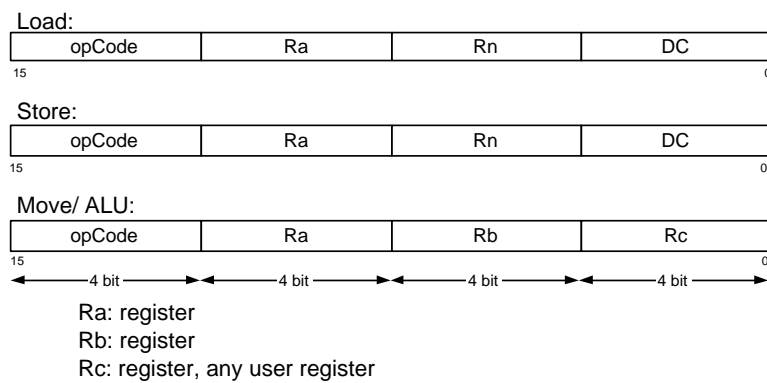 Load:
opCode Ra Rn DC
15 0
Store:
opCode Ra Rn DC
15 0
Move/ ALU:
opCode Ra Rb Rc
15 0
4 bit 4 bit 4 bit 4 bit
Ra: register
Rb: register
Rc: register, any user register